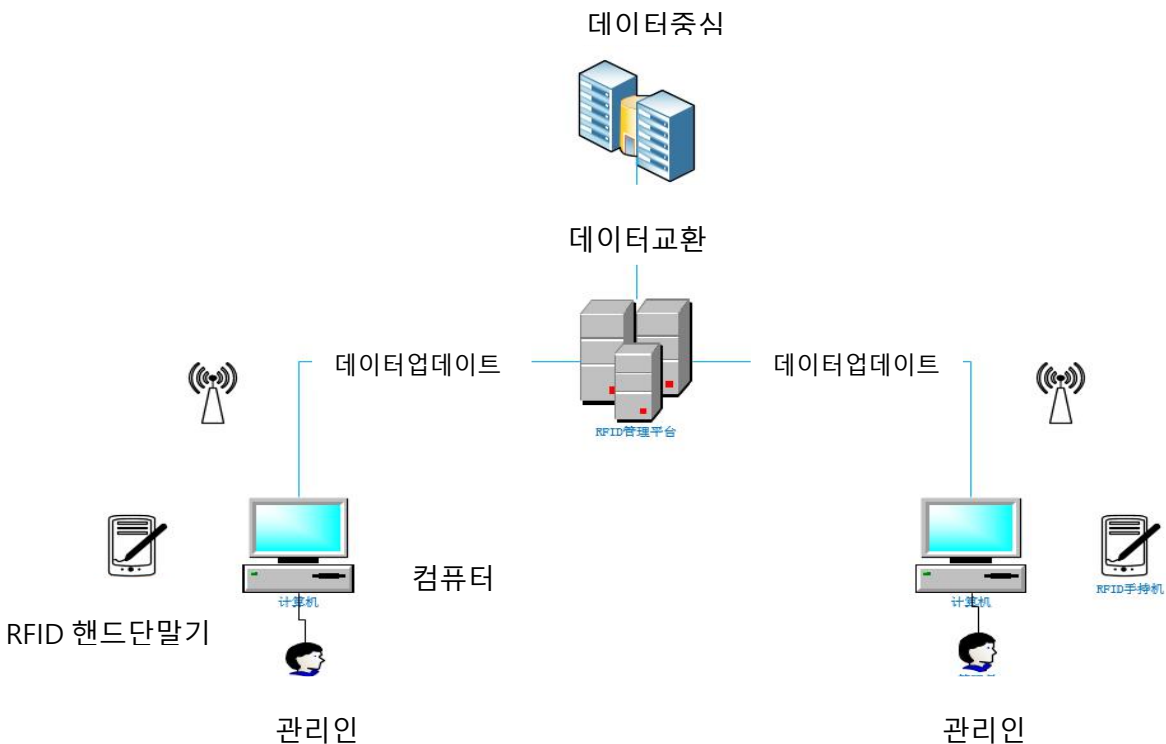 데이터중심
데이터교환
데이터업데이트
데이터업데이트
RFID管理平台
컴퓨터
计算机
计算机
RFID手持机
RFID 핸드단말기
관리인
관리인